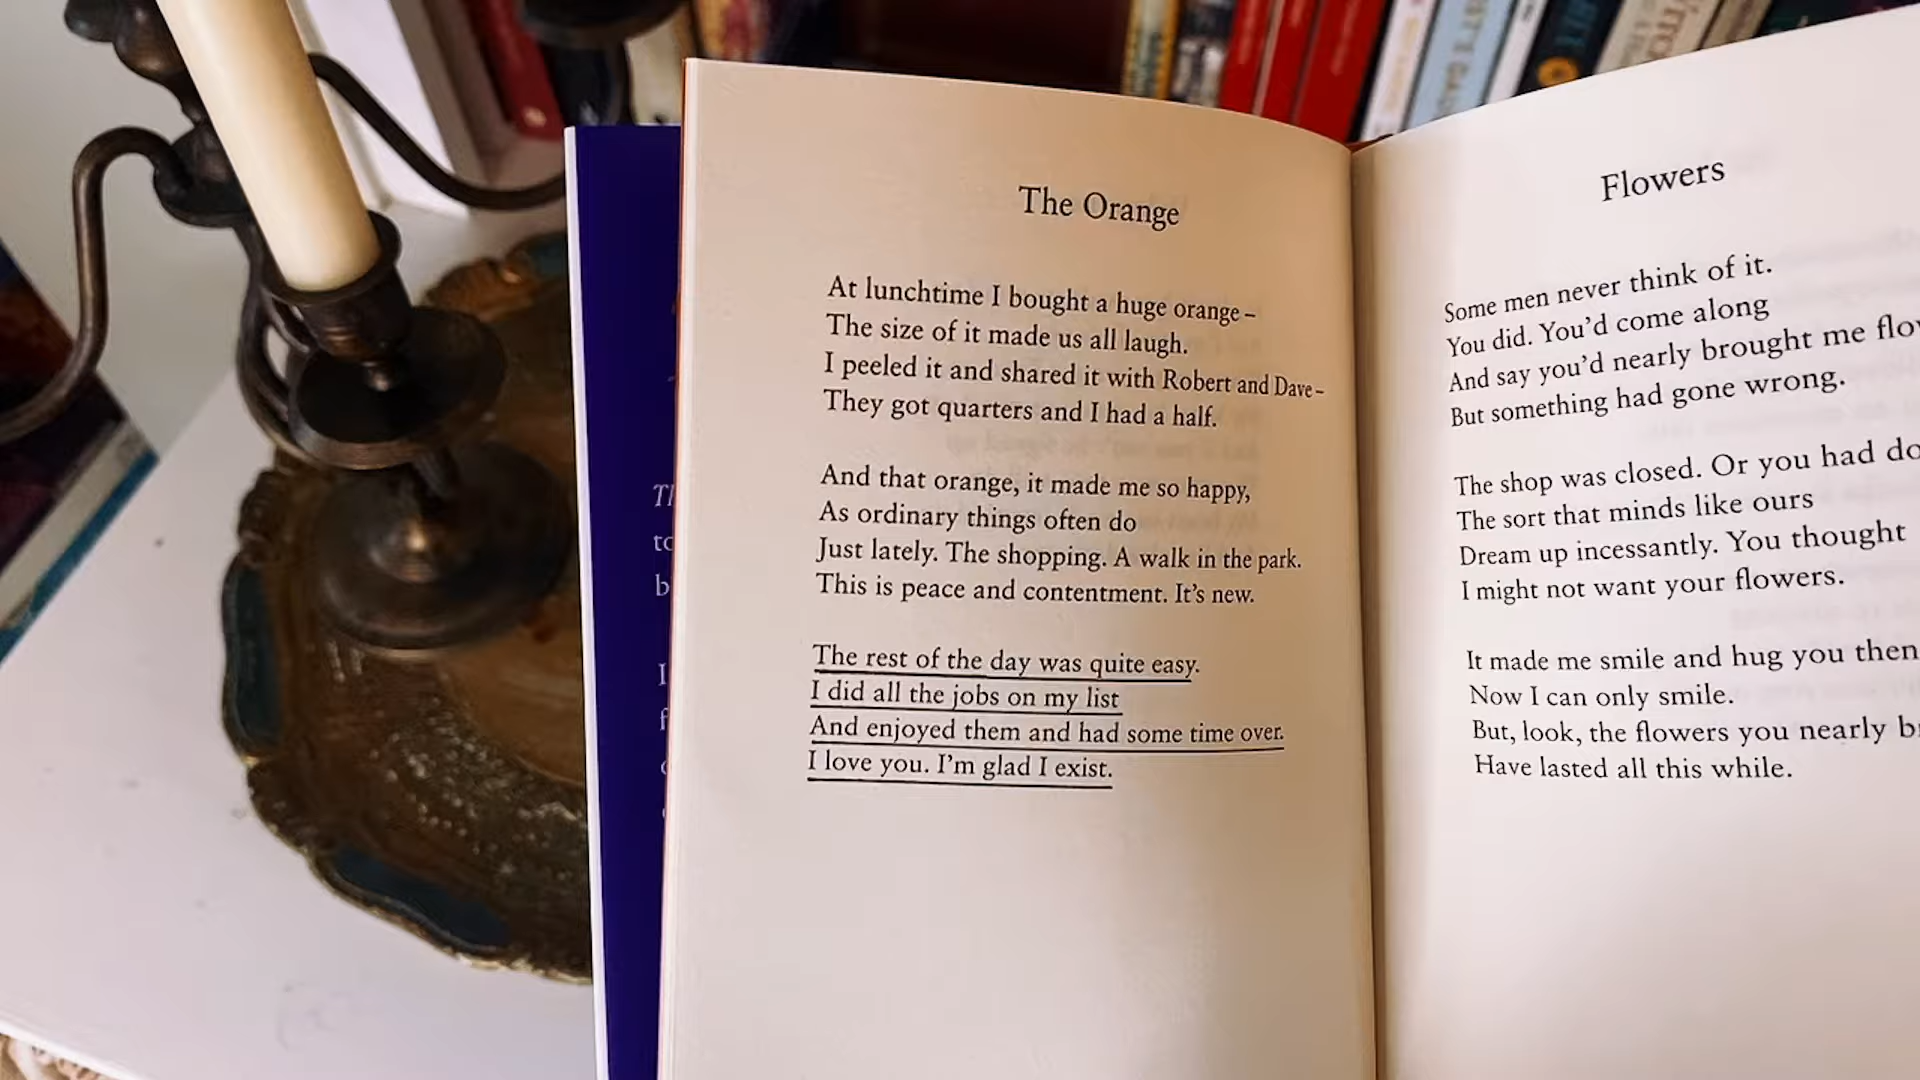 The Orange
At lunchtime I bought a huge orange –
The size of it made us all laugh.
I peeled it and shared it with Robert and Dave –
They got quarters and I had a half.
And that orange, it made me so happy,
As ordinary things often do
Just lately. The shopping. A walk in the park.
This is peace and contentment. It’s new.
The rest of the day was quite easy.
I did all the jobs on my list
And enjoyed them and had some time over.
I love you. I’m glad I exist.
Flowers
Some men never think of it.
You did. You’d come along
And say you’d nearly brought me
But something had gone wrong.
The shop was closed. Or you had
The sort that minds like ours
Dream up incessantly. You thought
I might not want your flowers.
It made me smile and hug you then
Now I can only smile.
But, look, the flowers you nearly
Have lasted all this while.